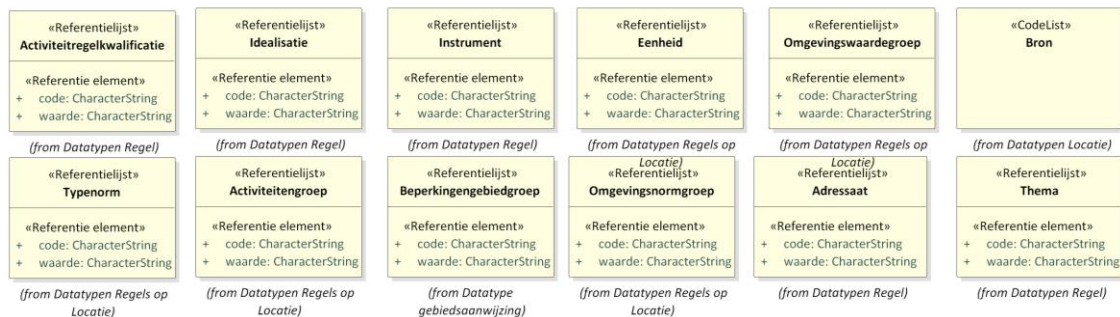 «Referentielijst»
Activiteitregelkwalificatie
«Referentie element»
+ code: CharacterString
+ waarde: CharacterString
(from Datatypen Regel)
«Referentielijst»
Idealisatie
«Referentie element»
+ code: CharacterString
+ waarde: CharacterString
(from Datatypen Regel)
«Referentielijst»
Instrument
«Referentie element»
+ code: CharacterString
+ waarde: CharacterString
(from Datatypen Regel)
«Referentielijst»
Eenheid
«Referentie element»
+ code: CharacterString
+ waarde: CharacterString
(from Datatypen Regels op
Locatie)
«Referentielijst»
Omgevingswaardegroep
«Referentie element»
+ code: CharacterString
+ waarde: CharacterString
(from Datatypen Regels op
Locatie)
«CodeList»
Bron
(from Datatypen Locatie)
«Referentielijst»
Typenorm
«Referentie element»
+ code: CharacterString
+ waarde: CharacterString
(from Datatypen Regels op
Locatie)
«Referentielijst»
Activiteitengroep
«Referentie element»
+ code: CharacterString
+ waarde: CharacterString
(from Datatypen Regels op
Locatie)
«Referentielijst»
Beperkingengebiedgroep
«Referentie element»
+ code: CharacterString
+ waarde: CharacterString
(from Datatype
gebiedsaanwijzing)
«Referentielijst»
Omgevingsnormgroep
«Referentie element»
+ code: CharacterString
+ waarde: CharacterString
(from Datatypen Regels op
Locatie)
«Referentielijst»
Adressaat
«Referentie element»
+ code: CharacterString
+ waarde: CharacterString
(from Datatypen Regel)
«Referentielijst»
Thema
«Referentie element»
+ code: CharacterString
+ waarde: CharacterString
(from Datatypen Regel)